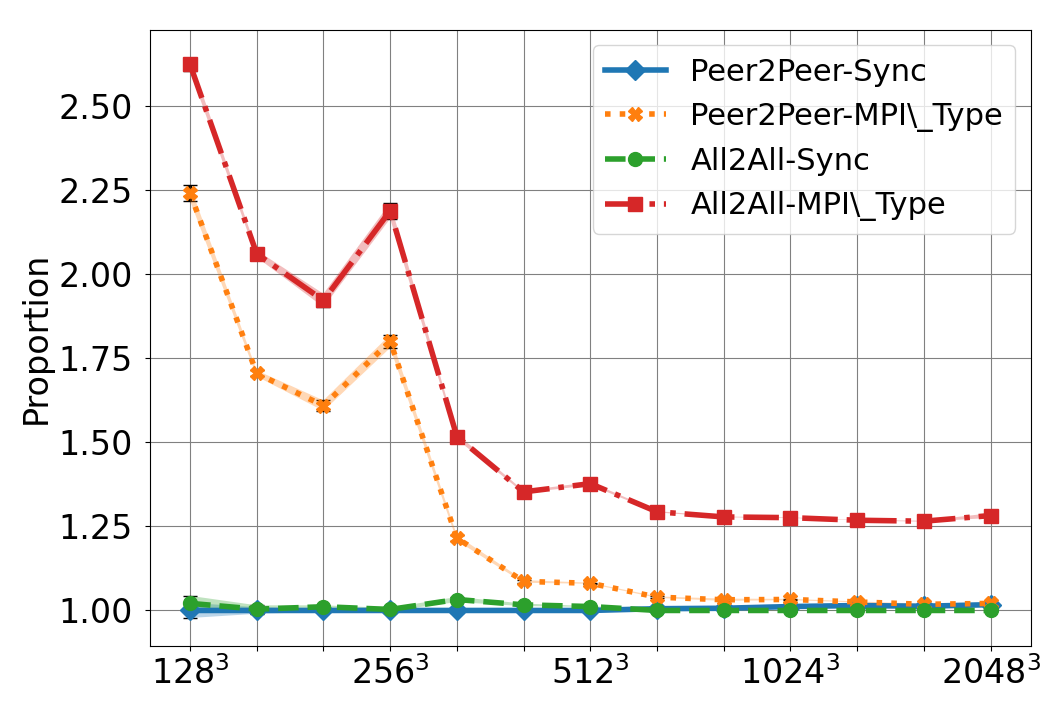 Peer2Peer-Sync
Peer2Peer-MPI\_Type
All2All-Sync
All2All-MPI\_Type
Proportion
2.50
2.25
2.00
1.75
1.50
1.25
1.00
128³ 256³ 512³ 1024³ 2048³